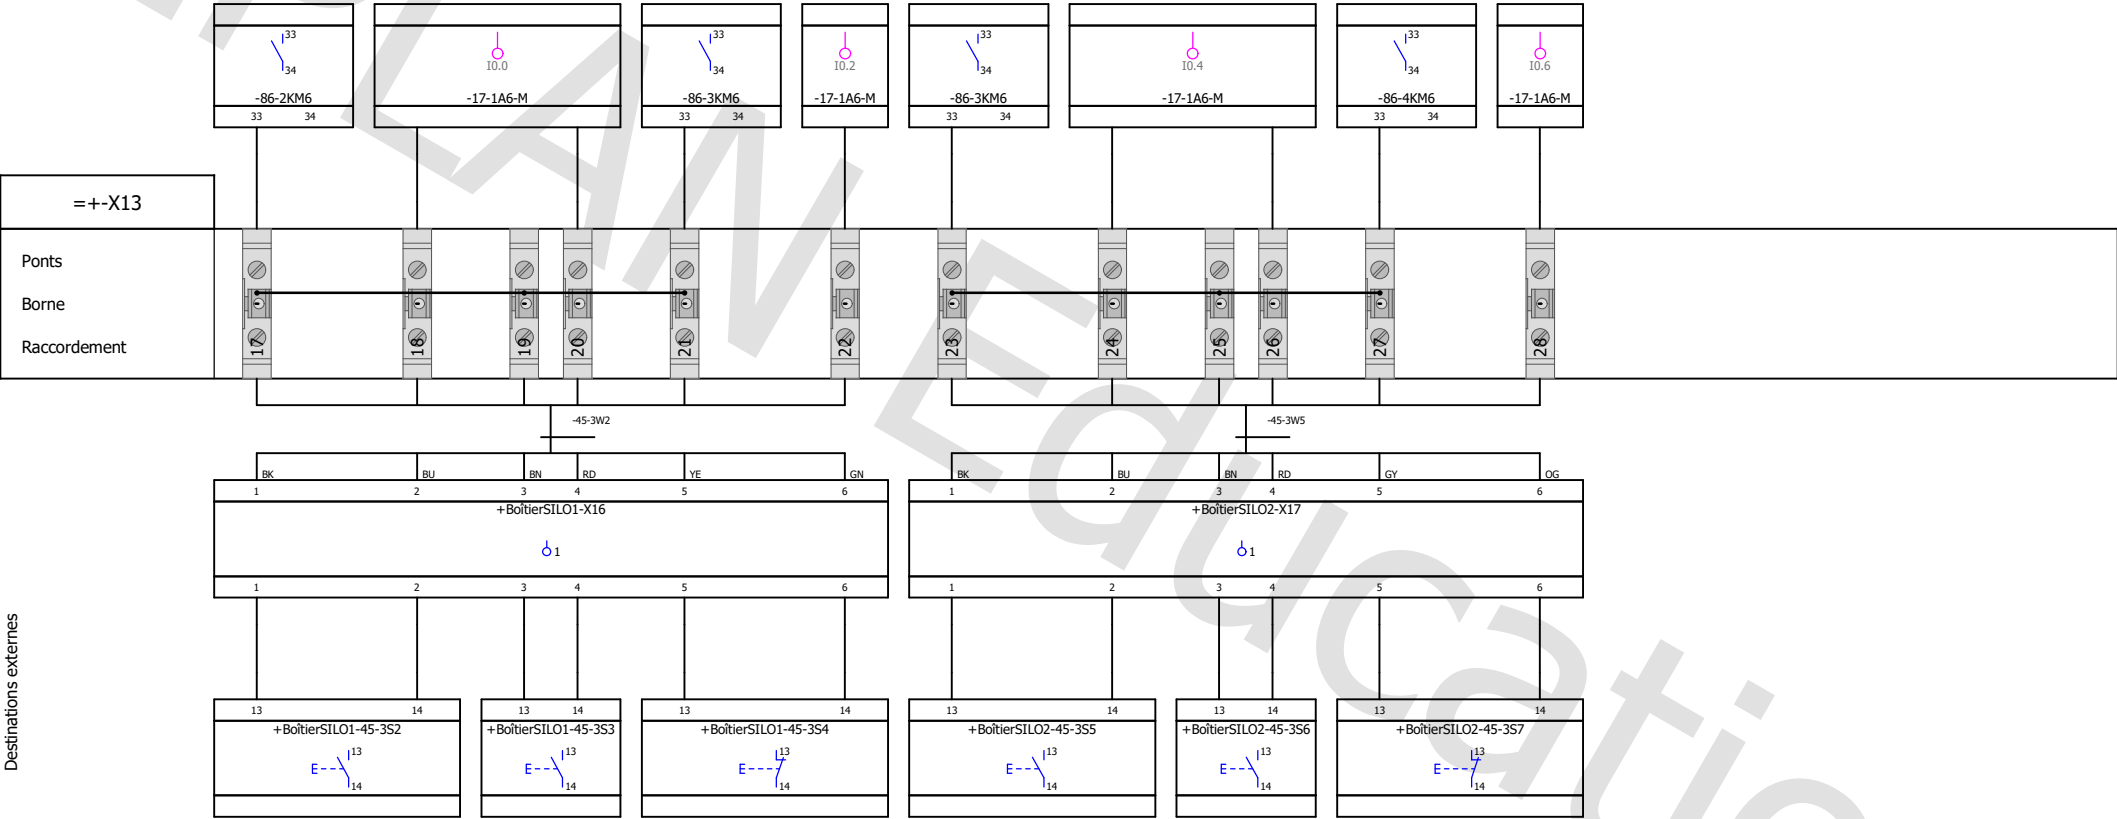 33 33 33 33
I0.0 I0.2 I0.4 I0.6
34 34 34 34
-86-2KM6 -17-1A6-M -86-3KM6 -17-1A6-M -86-3KM6 -17-1A6-M -86-4KM6 -17-1A6-M
33 34 33 34 33 34 33 34
=+-X13
Ponts
Borne
Raccordement
17 18 19 20 21 22 23 24 25 26 27 28
-45-3W2 -45-3W5
BK BU BN RD YE GN BK BU BN RD GY OG
1 2 3 4 5 6 1 2 3 4 5 6
+BoîtierSILO1-X16 +BoîtierSILO2-X17
1 1
1 2 3 4 5 6 1 2 3 4 5 6
Destinations externes
13 14 13 14 13 14 13 14 13 14 13 14
+BoîtierSILO1-45-3S2 +BoîtierSILO1-45-3S3 +BoîtierSILO1-45-3S4 +BoîtierSILO2-45-3S5 +BoîtierSILO2-45-3S6 +BoîtierSILO2-45-3S7
13 13 13 13 13 13
14 14 14 14 14 14
PLAN Educatio